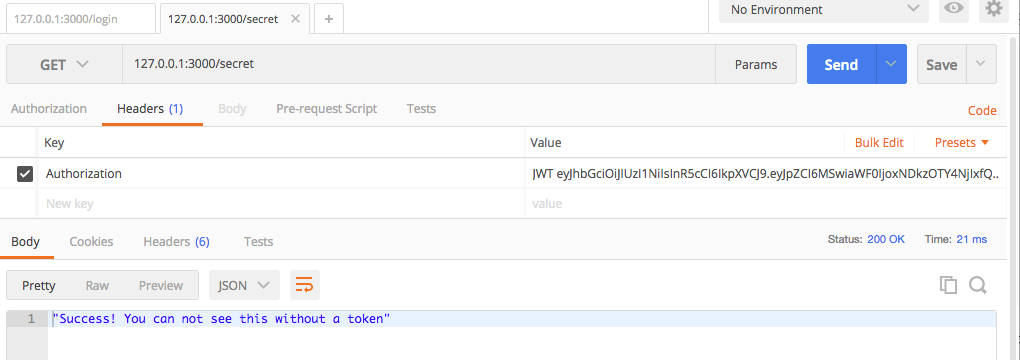 127.0.0.1:3000/login 127.0.0.1:3000/secret No Environment
GET 127.0.0.1:3000/secret Params Send Save
Authorization Headers (1) Body Pre-request Script Tests Code
Key Value Bulk Edit Presets
Authorization JWT eyJhbGciOiJIUzI1NiIsInR5cCI6IkpXVCJ9.eyJpZCI6MSwiaWF0IjoxNDkzOTY4NjIxfQ..
New key value
Body Cookies Headers (6) Tests Status: 200 OK Time: 21 ms
Pretty Raw Preview JSON
1 "Success! You can not see this without a token"